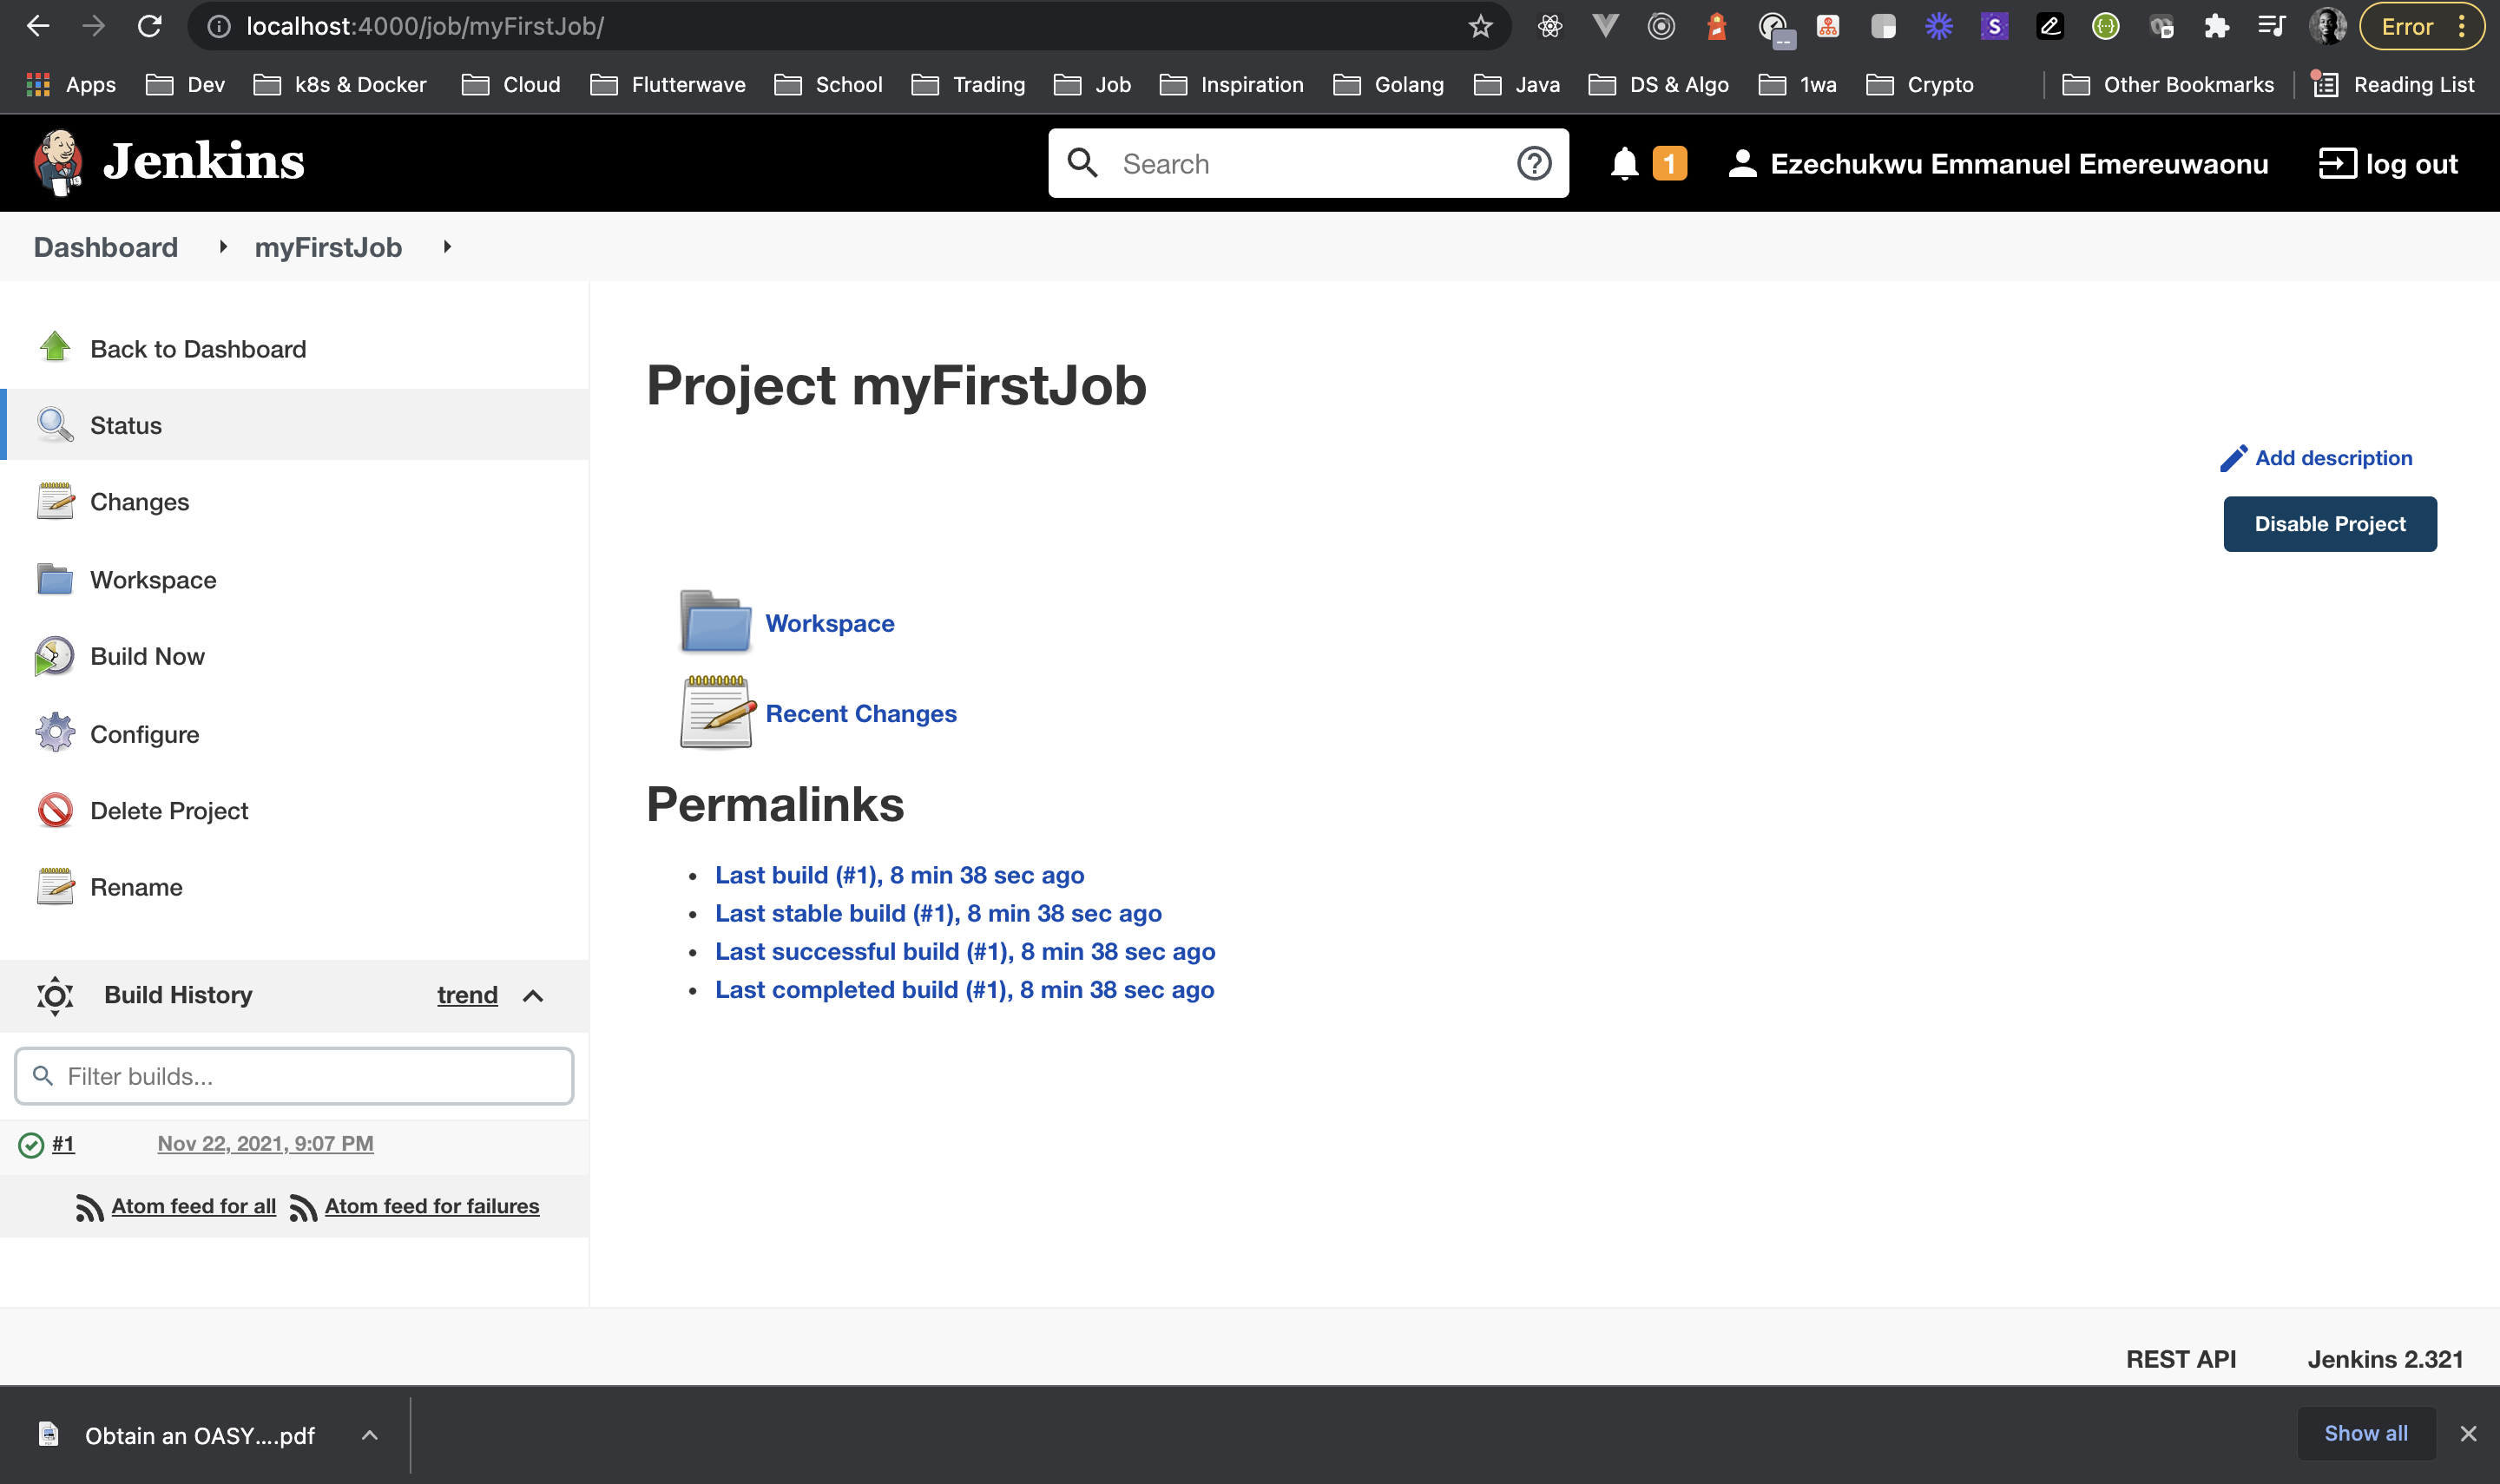 localhost:4000/job/myFirstJob/
Error
Apps Dev k8s & Docker Cloud Flutterwave School Trading Job Inspiration Golang Java DS & Algo 1wa Crypto Other Bookmarks Reading List
Jenkins
Search
1
Ezechukwu Emmanuel Emereuwaonu
log out
Dashboard myFirstJob
Back to Dashboard
Status
Changes
Workspace
Build Now
Configure
Delete Project
Rename
Build History trend
Filter builds...
#1 Nov 22, 2021, 9:07 PM
Atom feed for all Atom feed for failures
Project myFirstJob
Add description
Disable Project
Workspace
Recent Changes
Permalinks
Last build (#1), 8 min 38 sec ago
Last stable build (#1), 8 min 38 sec ago
Last successful build (#1), 8 min 38 sec ago
Last completed build (#1), 8 min 38 sec ago
REST API Jenkins 2.321
Obtain an OASY....pdf
Show all